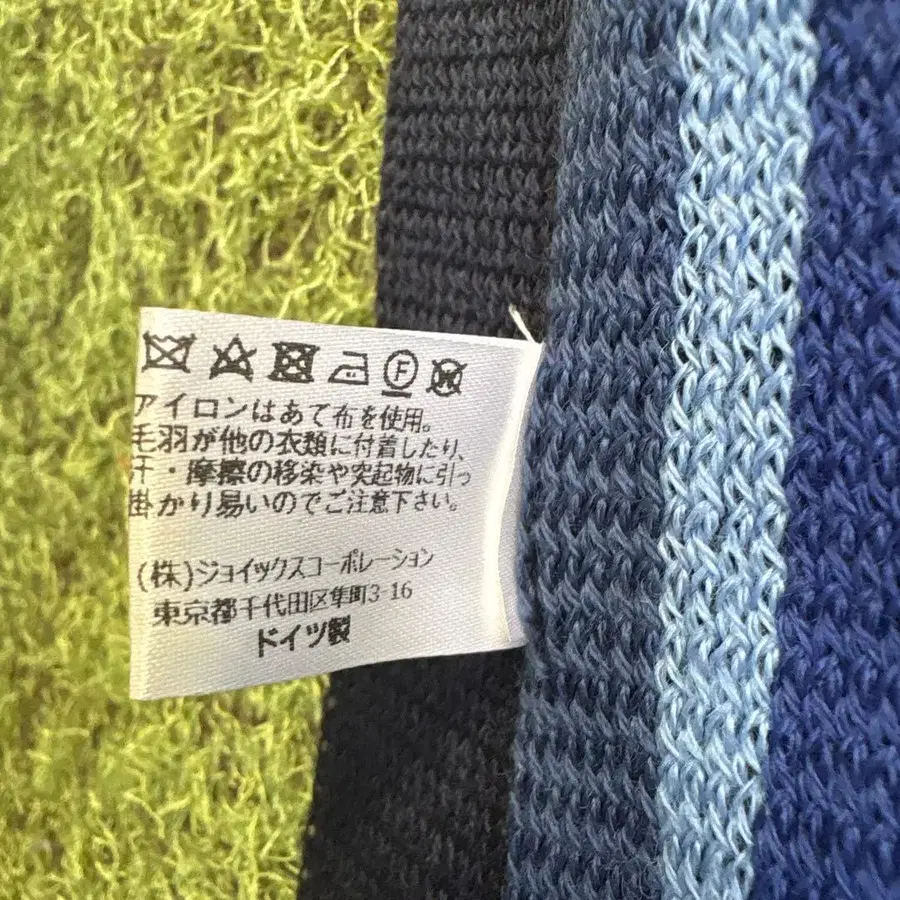 F W
アイロンはあて布を使用。
毛羽が他の衣類に付着したり、
汗・摩擦の移染や突起物に引っ
掛かり易いのでご注意下さい。
(株)ジョイックスコーポレーション
東京都千代田区隼町3-16
ドイツ製